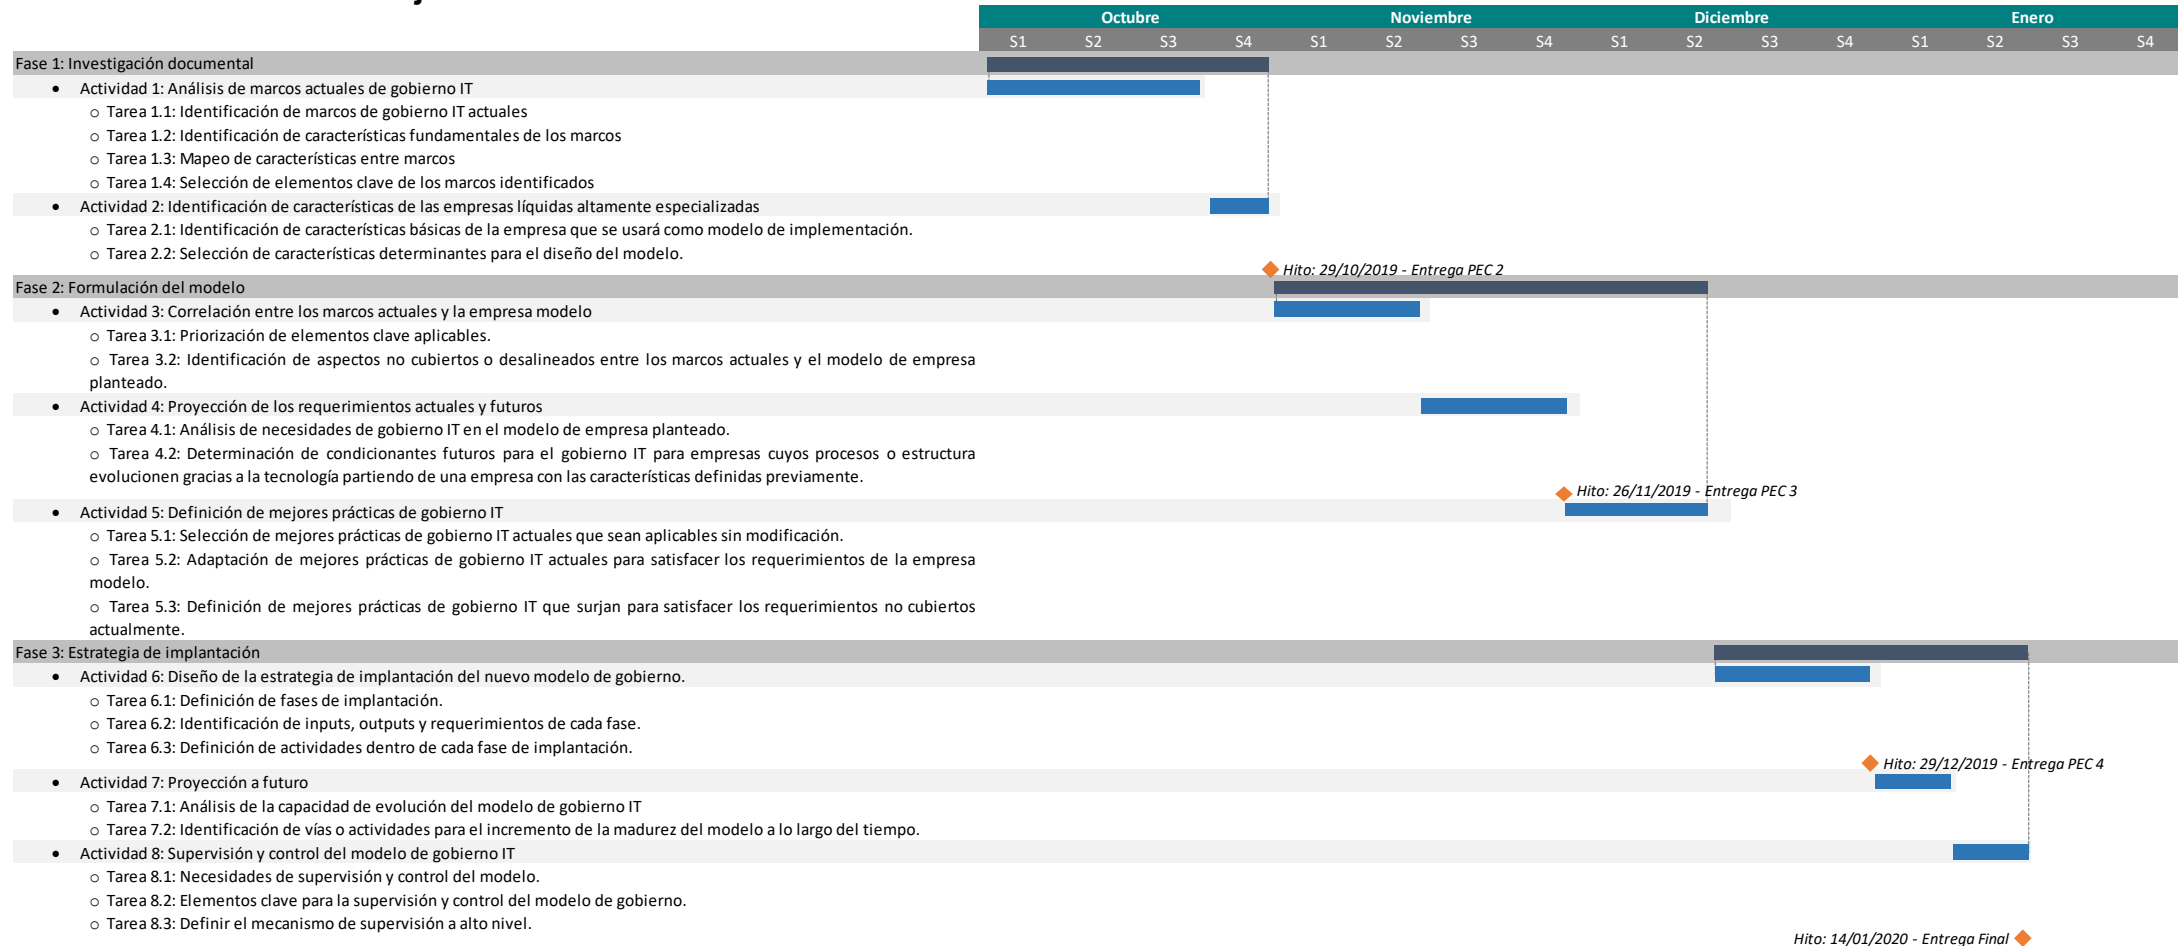 Octubre Noviembre Diciembre Enero
S1 S2 S3 S4 S1 S2 S3 S4 S1 S2 S3 S4 S1 S2 S3 S4
Fase 1: Investigación documental
• Actividad 1: Análisis de marcos actuales de gobierno IT
o Tarea 1.1: Identificación de marcos de gobierno IT actuales
o Tarea 1.2: Identificación de características fundamentales de los marcos
o Tarea 1.3: Mapeo de características entre marcos
o Tarea 1.4: Selección de elementos clave de los marcos identificados
• Actividad 2: Identificación de características de las empresas líquidas altamente especializadas
o Tarea 2.1: Identificación de características básicas de la empresa que se usará como modelo de implementación.
o Tarea 2.2: Selección de características determinantes para el diseño del modelo.
Hito: 29/10/2019 - Entrega PEC 2
Fase 2: Formulación del modelo
• Actividad 3: Correlación entre los marcos actuales y la empresa modelo
o Tarea 3.1: Priorización de elementos clave aplicables.
o Tarea 3.2: Identificación de aspectos no cubiertos o desalineados entre los marcos actuales y el modelo de empresa
planteado.
• Actividad 4: Proyección de los requerimientos actuales y futuros
o Tarea 4.1: Análisis de necesidades de gobierno IT en el modelo de empresa planteado.
o Tarea 4.2: Determinación de condicionantes futuros para el gobierno IT para empresas cuyos procesos o estructura
evolucionen gracias a la tecnología partiendo de una empresa con las características definidas previamente.
Hito: 26/11/2019 - Entrega PEC 3
• Actividad 5: Definición de mejores prácticas de gobierno IT
o Tarea 5.1: Selección de mejores prácticas de gobierno IT actuales que sean aplicables sin modificación.
o Tarea 5.2: Adaptación de mejores prácticas de gobierno IT actuales para satisfacer los requerimientos de la empresa
modelo.
o Tarea 5.3: Definición de mejores prácticas de gobierno IT que surjan para satisfacer los requerimientos no cubiertos
actualmente.
Fase 3: Estrategia de implantación
• Actividad 6: Diseño de la estrategia de implantación del nuevo modelo de gobierno.
o Tarea 6.1: Definición de fases de implantación.
o Tarea 6.2: Identificación de inputs, outputs y requerimientos de cada fase.
o Tarea 6.3: Definición de actividades dentro de cada fase de implantación.
Hito: 29/12/2019 - Entrega PEC 4
• Actividad 7: Proyección a futuro
o Tarea 7.1: Análisis de la capacidad de evolución del modelo de gobierno IT
o Tarea 7.2: Identificación de vías o actividades para el incremento de la madurez del modelo a lo largo del tiempo.
• Actividad 8: Supervisión y control del modelo de gobierno IT
o Tarea 8.1: Necesidades de supervisión y control del modelo.
o Tarea 8.2: Elementos clave para la supervisión y control del modelo de gobierno.
o Tarea 8.3: Definir el mecanismo de supervisión a alto nivel.
Hito: 14/01/2020 - Entrega Final